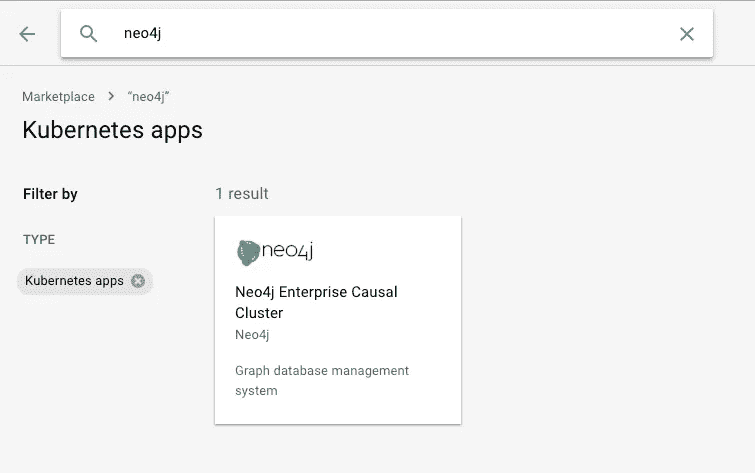 neo4j
Marketplace > “neo4j”
Kubernetes apps
Filter by
1 result
TYPE
Kubernetes apps
neo4j
Neo4j Enterprise Causal
Cluster
Neo4j
Graph database management
system